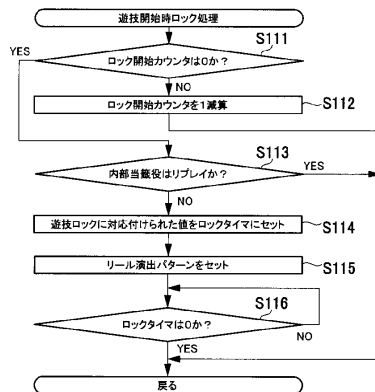 遊技開始時ロック処理
S111
YES
ロック開始カウンタは0か?
NO
ロック開始カウンタを1減算
S112
S113
内部当籤役はリプレイか?
YES
NO
遊技ロックに対応付けられた値をロックタイマにセット
S114
リール演出パターンをセット
S115
S116
ロックタイマは0か?
NO
YES
戻る